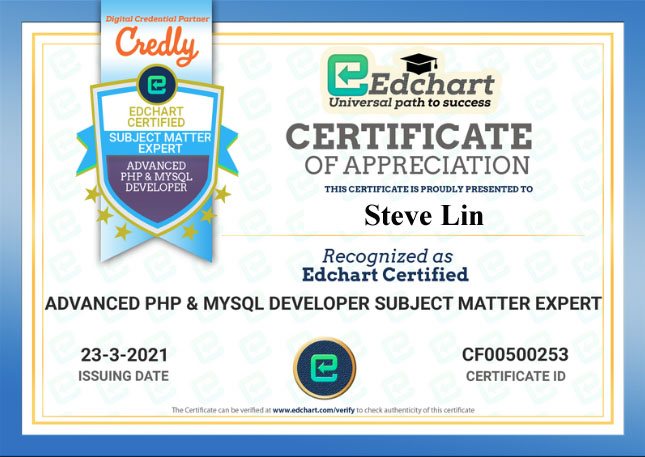 Digital Credential Partner
Credly
EDCHART
CERTIFIED
SUBJECT MATTER
EXPERT
ADVANCED
PHP & MYSQL
DEVELOPER
Edchart
Universal path to success
CERTIFICATE
OF APPRECIATION
THIS CERTIFICATE IS PROUDLY PRESENTED TO
Steve Lin
Recognized as
Edchart Certified
ADVANCED PHP & MYSQL DEVELOPER SUBJECT MATTER EXPERT
23-3-2021
ISSUING DATE
CF00500253
CERTIFICATE ID
The Certificate can be verified at www.edchart.com/verify to check authenticity of this certificate